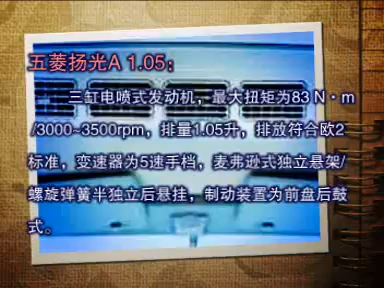 五菱扬光A 1.05：
三缸电喷式发动机，最大扭矩为83 N·m
/3000~3500rpm，排量1.05升，排放符合欧2
标准，变速器为5速手档，麦弗逊式独立悬架/
螺旋弹簧半独立后悬挂，制动装置为前盘后鼓
式。